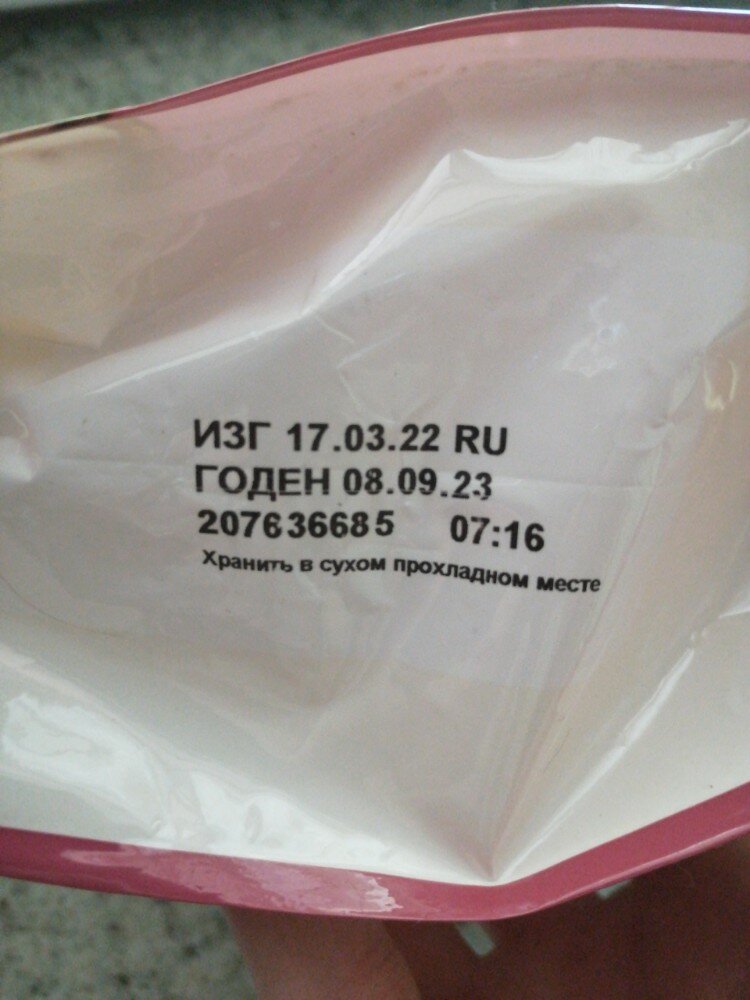 ИЗГ 17.03.22 RU
ГОДЕН 08.09.23
207636685 07:16
Хранить в сухом прохладном месте